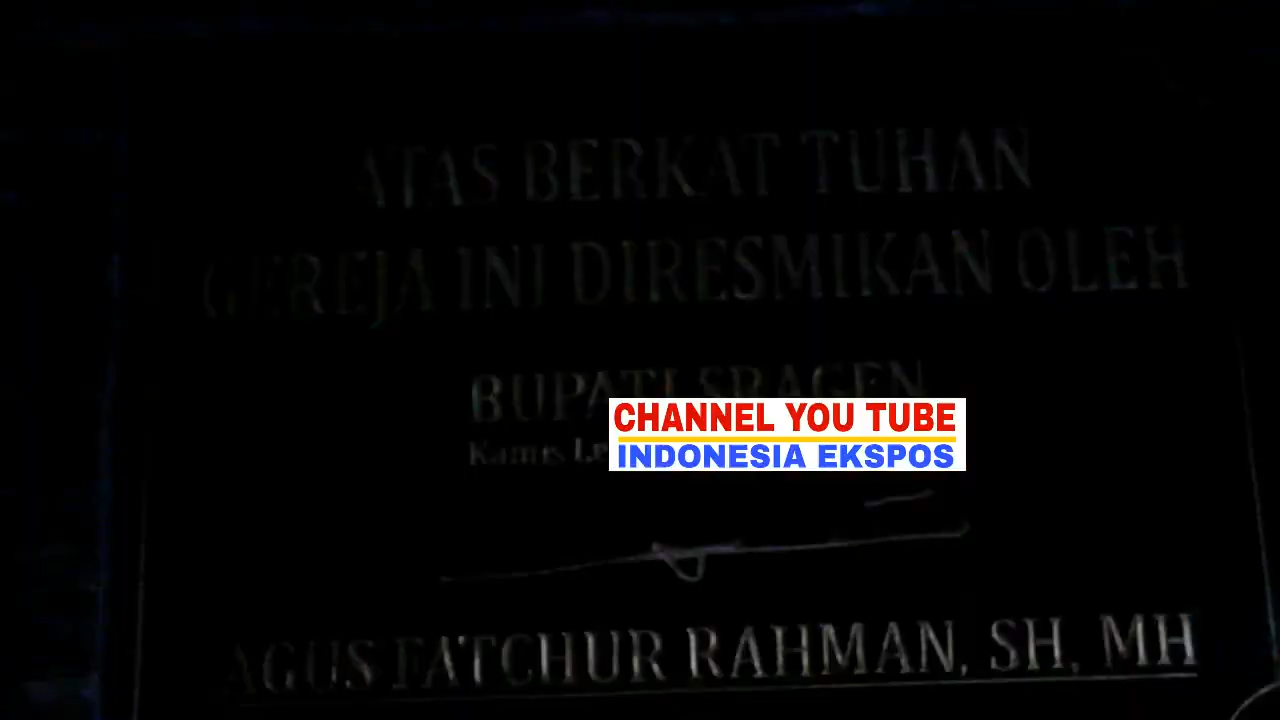 ATAS BERKAT TUHAN
GEREJA INI DIRESMIKAN OLEH
BUPATI SRAGEN
Kamis
CHANNEL YOU TUBE
INDONESIA EKSPOS
AGUS FATCHUR RAHMAN, SH, MH